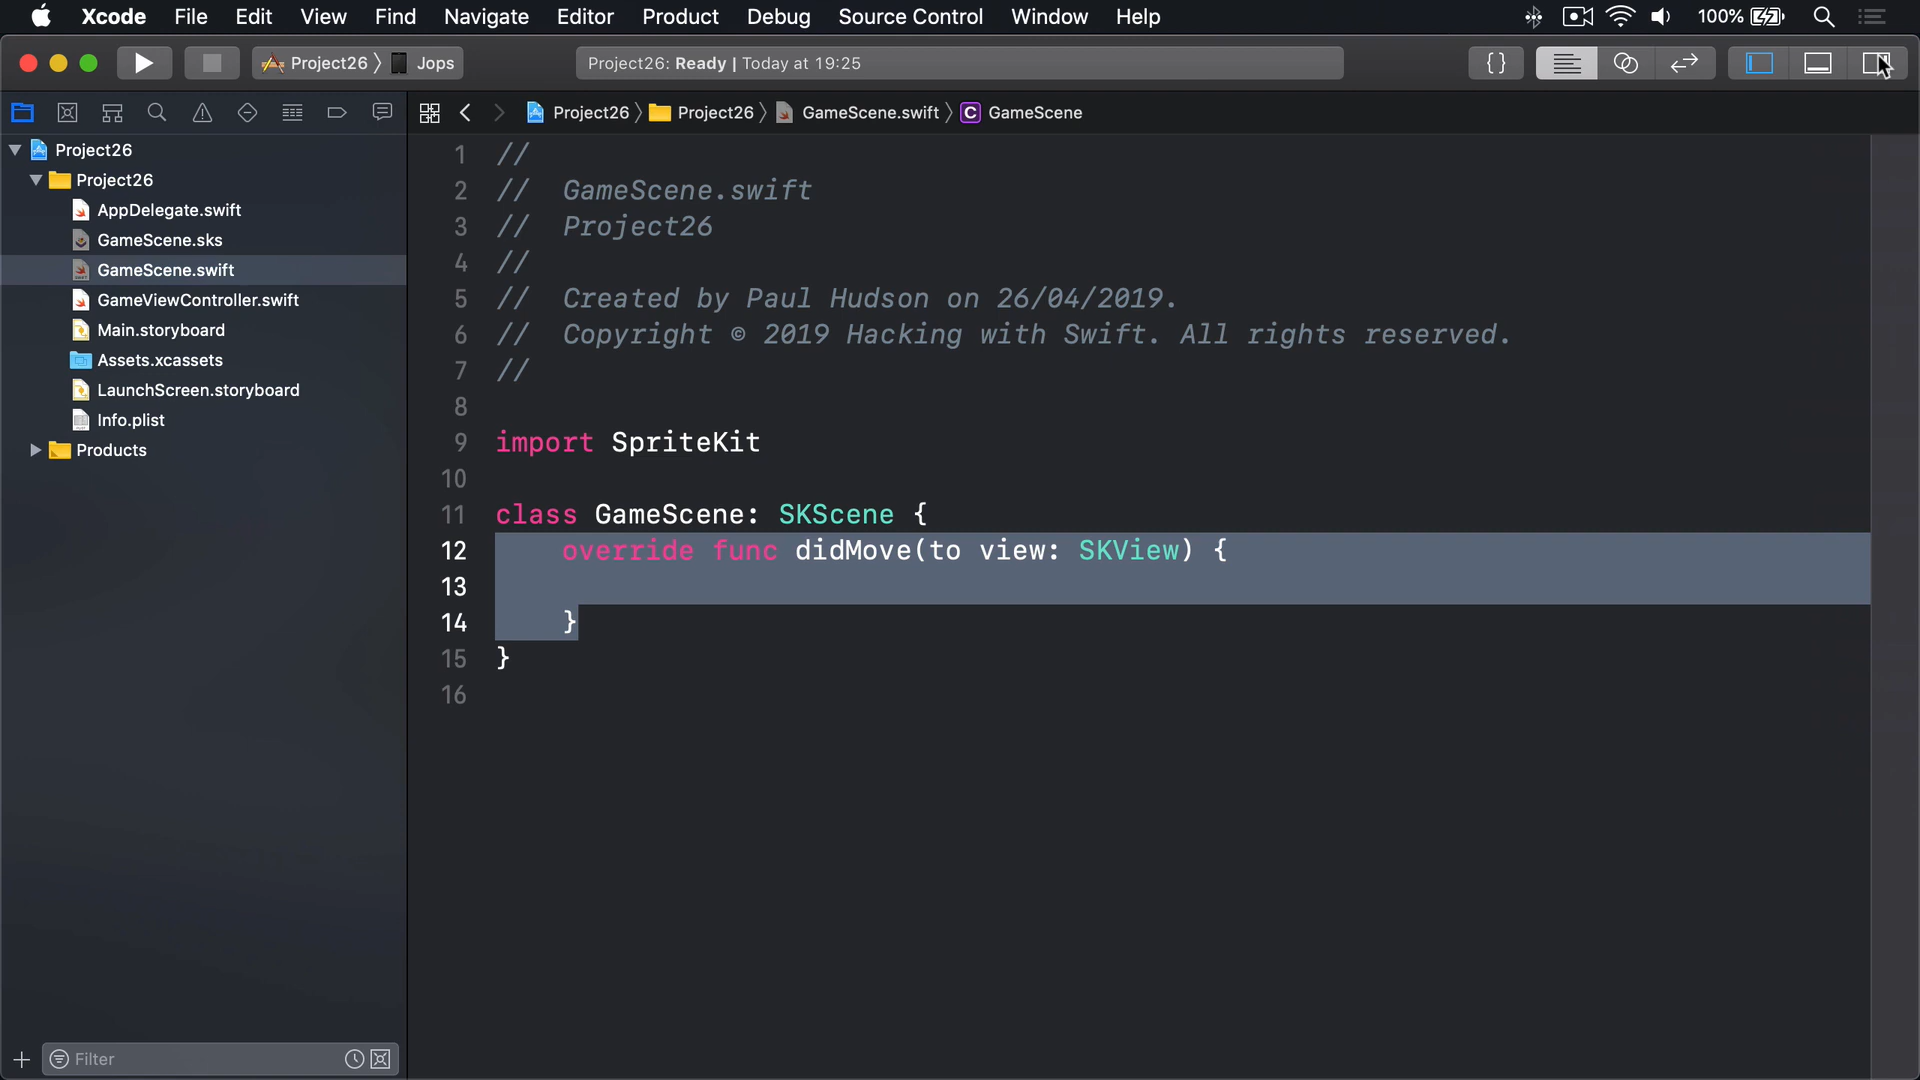 Xcode File Edit View Find Navigate Editor Product Debug Source Control Window Help 100%
Project26 Jops Project26: Ready | Today at 19:25 {}
Project26 Project26 GameScene.swift C GameScene
Project26
Project26
AppDelegate.swift
GameScene.sks
GameScene.swift
GameViewController.swift
Main.storyboard
Assets.xcassets
LaunchScreen.storyboard
Info.plist
Products
Filter
1 //
2 // GameScene.swift
3 // Project26
4 //
5 // Created by Paul Hudson on 26/04/2019.
6 // Copyright © 2019 Hacking with Swift. All rights reserved.
7 //
8
9 import SpriteKit
10
11 class GameScene: SKScene {
12 override func didMove(to view: SKView) {
13
14 }
15 }
16